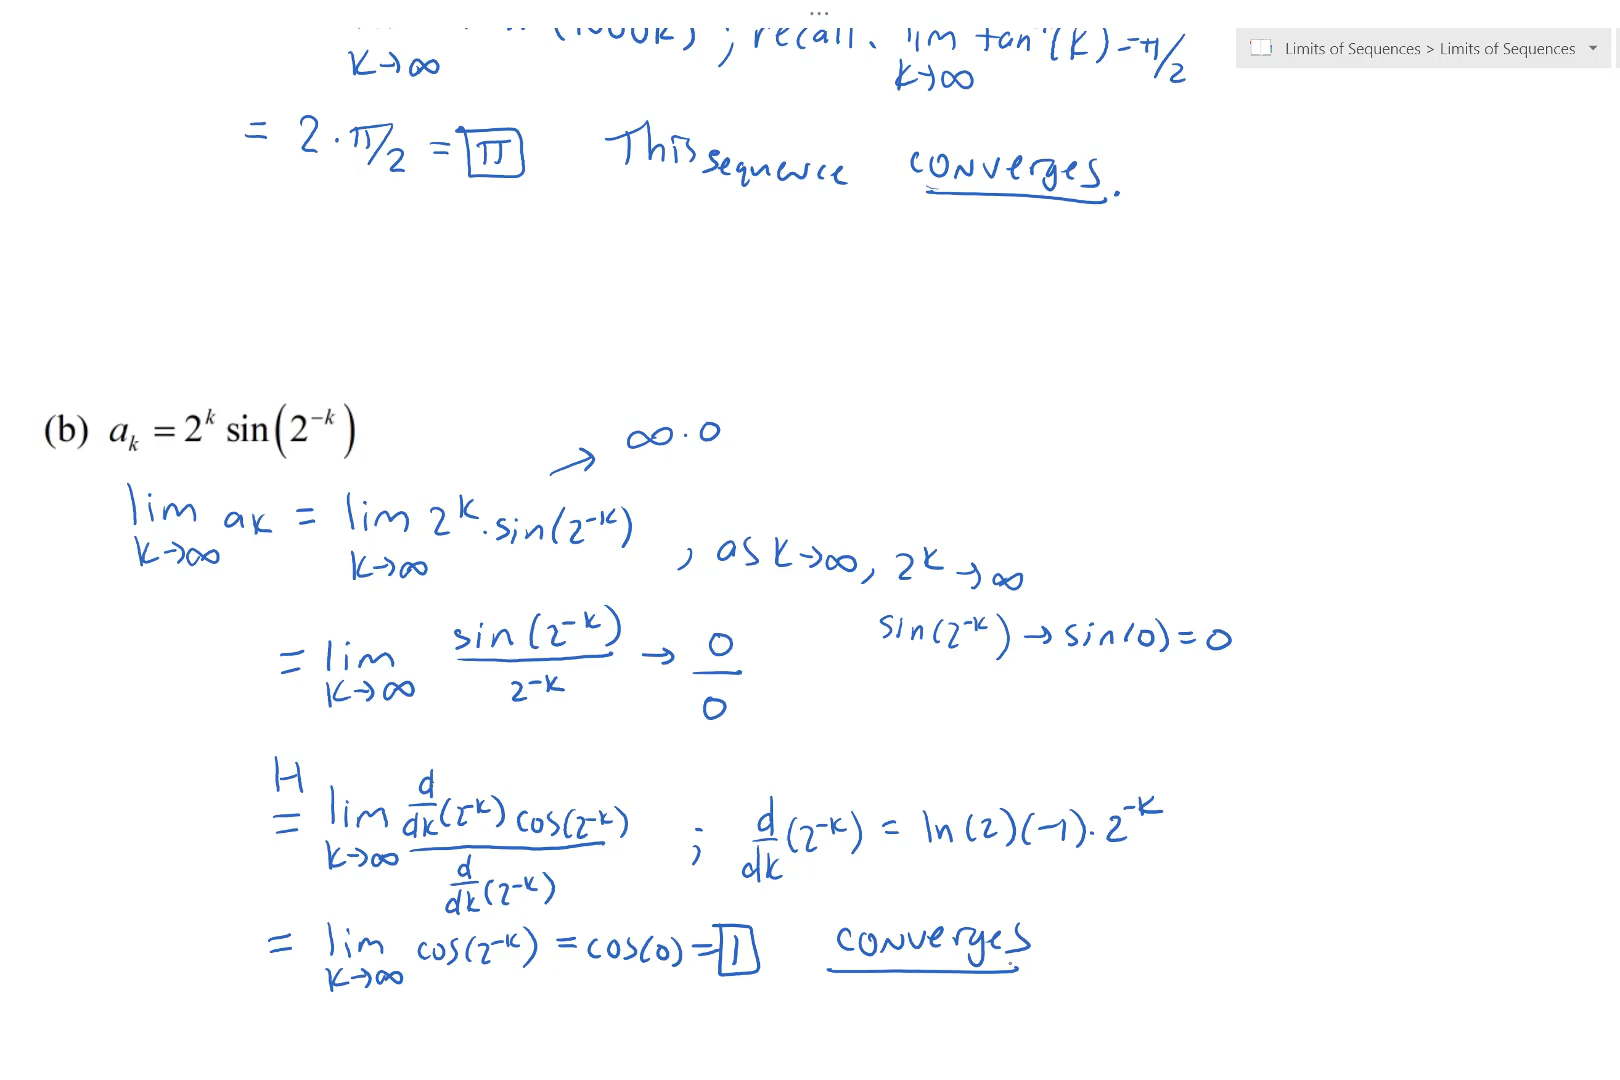 Limits of Sequences > Limits of Sequences
(1000k) ; recall. lim tan⁻¹(k) = π/2
k→∞ k→∞
= 2 · π/2 = π This sequence converges.
(b) aₖ = 2ᵏ sin(2⁻ᵏ)
→ ∞ · 0
lim aₖ = lim 2ᵏ · sin(2⁻ᵏ) , as k→∞, 2ᵏ → ∞
k→∞ k→∞
sin(2⁻ᵏ) → sin(0) = 0
= lim sin(2⁻ᵏ) / 2⁻ᵏ → 0/0
k→∞
H
= lim d/dk(2⁻ᵏ) cos(2⁻ᵏ) / d/dk(2⁻ᵏ) ; d/dk(2⁻ᵏ) = ln(2)(-1) · 2⁻ᵏ
k→∞
= lim cos(2⁻ᵏ) = cos(0) = 1 converges
k→∞